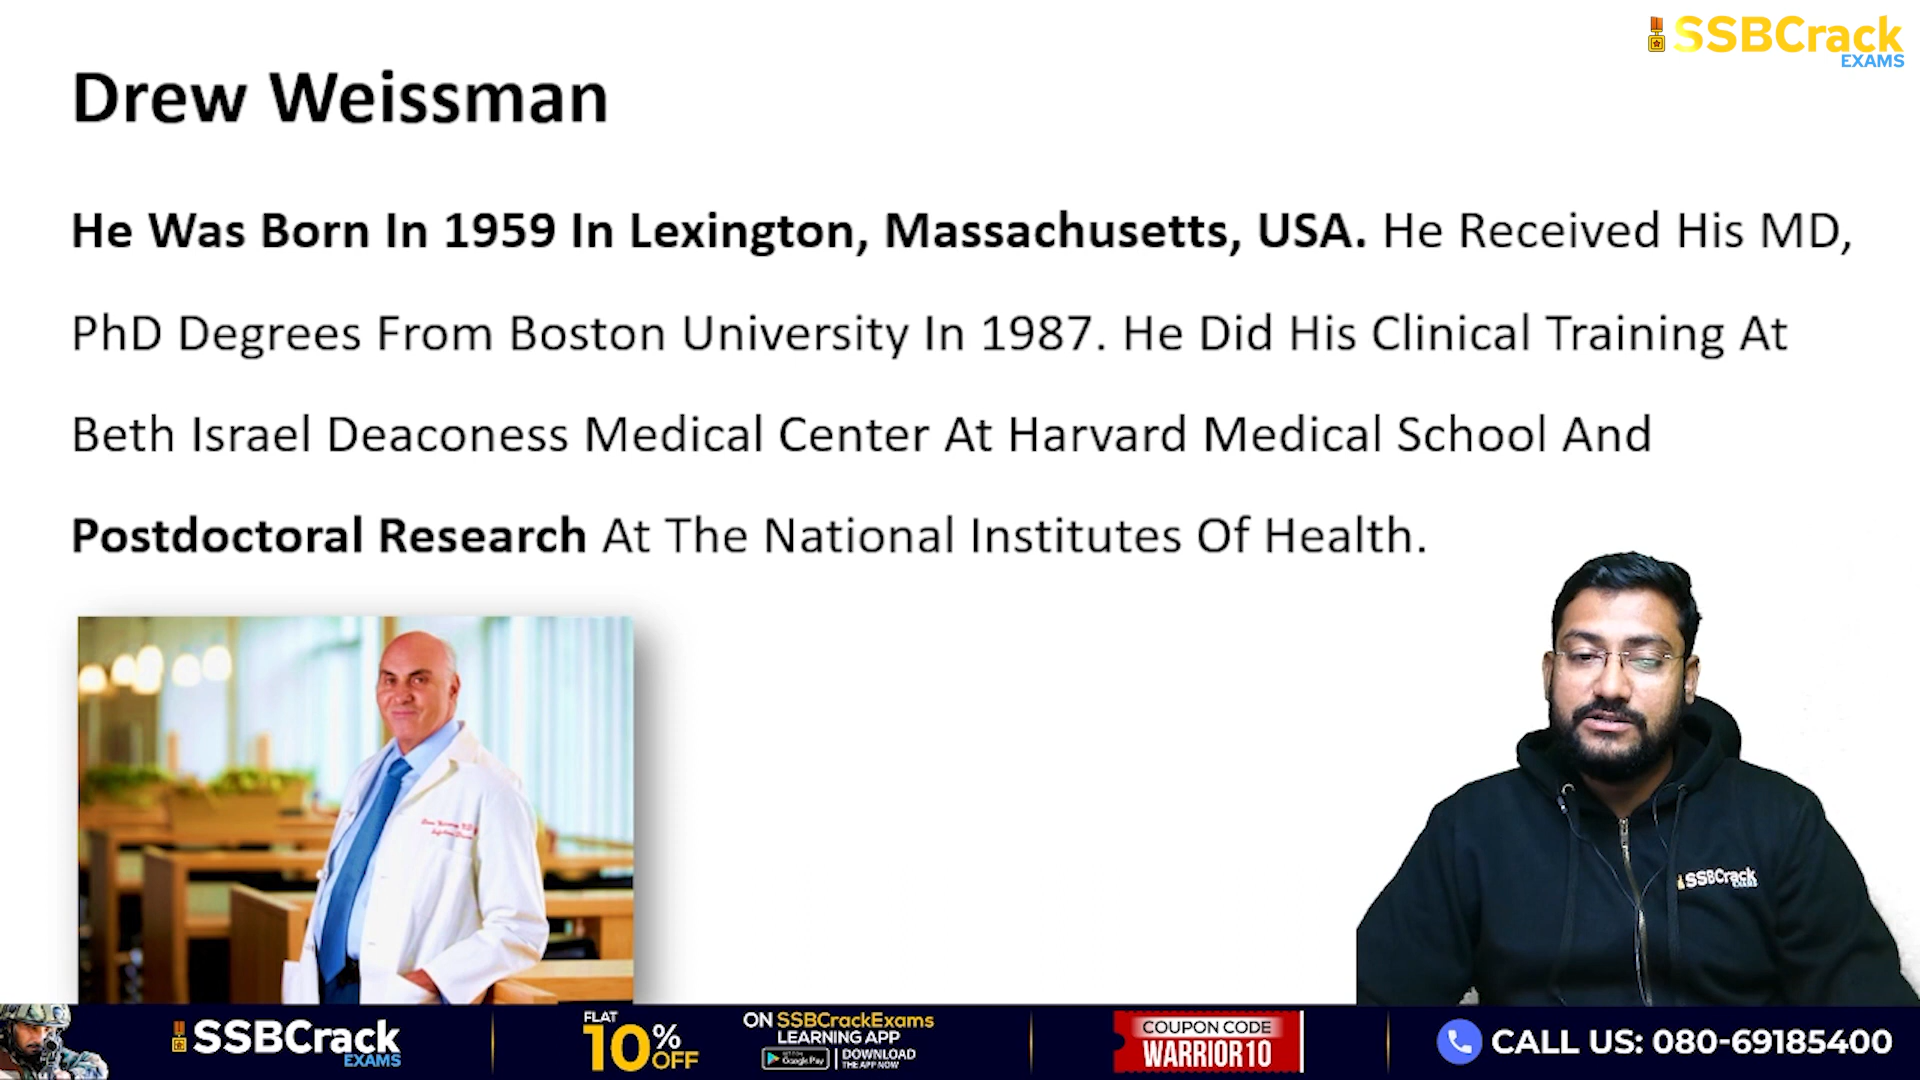 SSBCrack
EXAMS
Drew Weissman
He Was Born In 1959 In Lexington, Massachusetts, USA. He Received His MD,
PhD Degrees From Boston University In 1987. He Did His Clinical Training At
Beth Israel Deaconess Medical Center At Harvard Medical School And
Postdoctoral Research At The National Institutes Of Health.
SSBCrack
EXAMS
SSBCrack
EXAMS
FLAT
10% OFF
ON SSBCrackExams
LEARNING APP
Google Play
DOWNLOAD
THE APP NOW
COUPON CODE
WARRIOR10
CALL US: 080-69185400